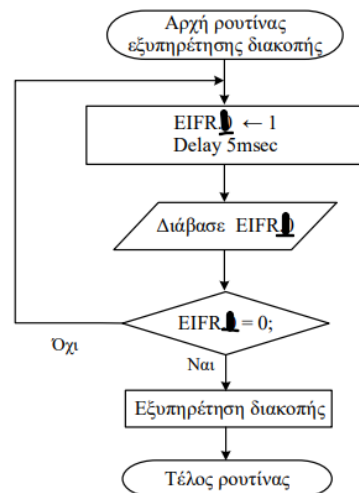 Αρχή ρουτίνας
εξυπηρέτησης διακοπής
EIFR. ← 1
Delay 5msec
Διάβασε EIFR.
EIFR. = 0;
Όχι
Ναι
Εξυπηρέτηση διακοπής
Τέλος ρουτίνας